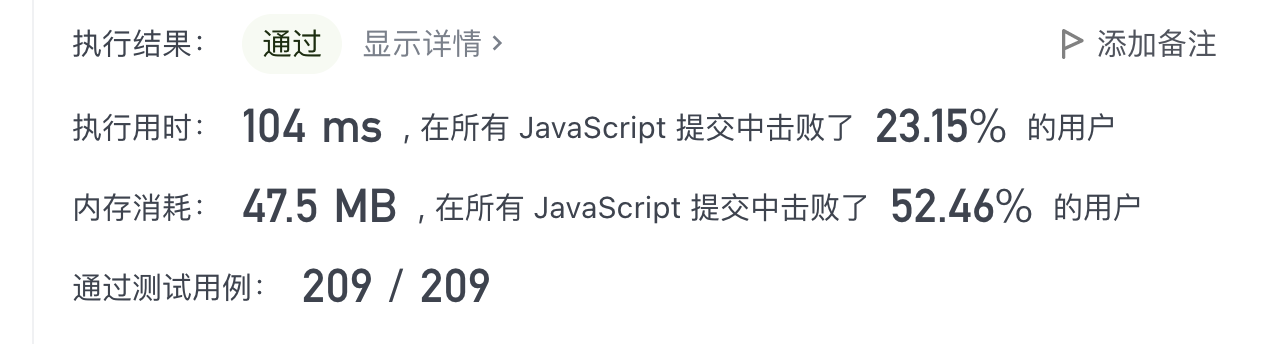 执行结果： 通过 显示详情 > 添加备注
执行用时： 104 ms , 在所有 JavaScript 提交中击败了 23.15% 的用户
内存消耗： 47.5 MB , 在所有 JavaScript 提交中击败了 52.46% 的用户
通过测试用例： 209 / 209